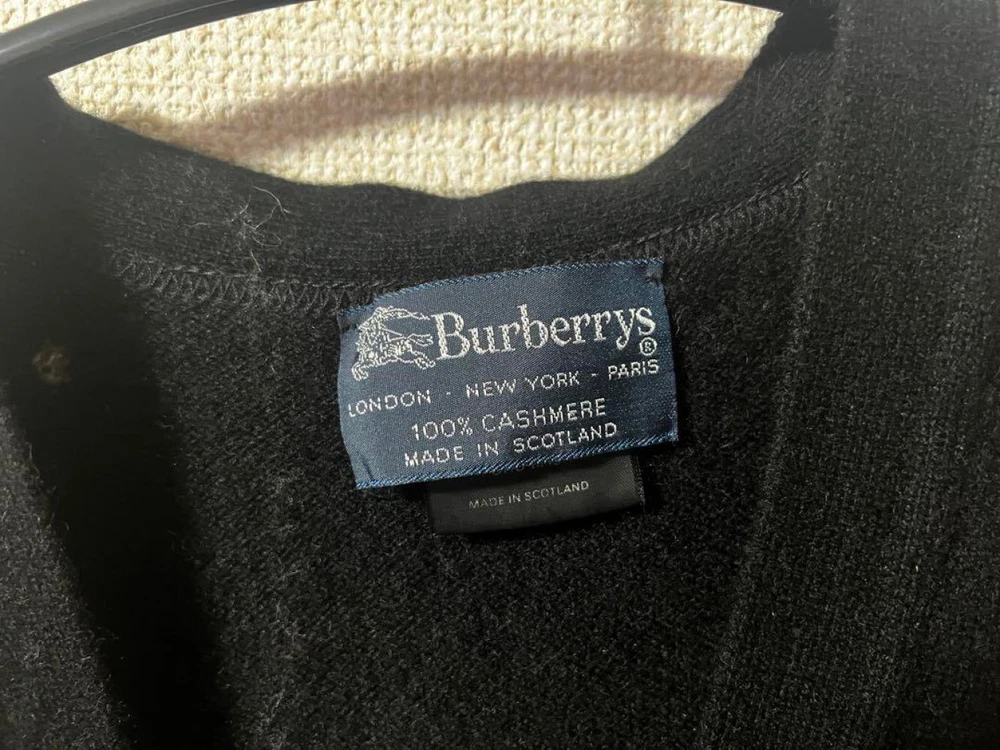 Burberrys
®
LONDON - NEW YORK - PARIS
100% CASHMERE
MADE IN SCOTLAND
MADE IN SCOTLAND